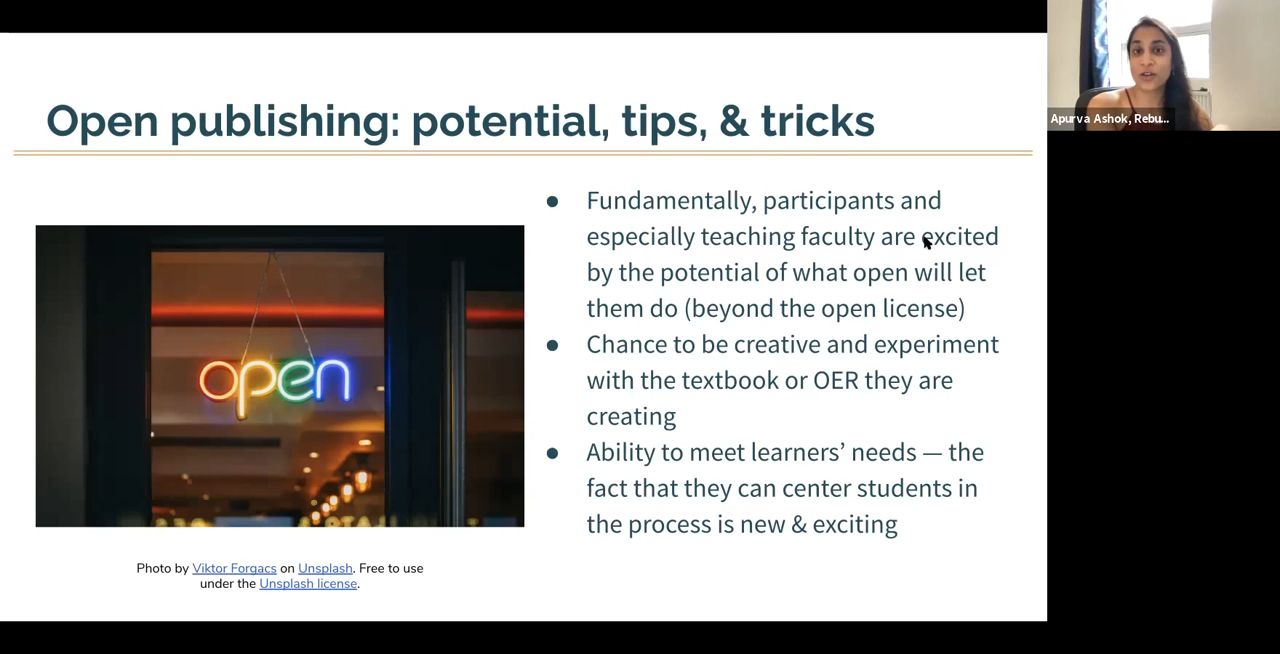 Open publishing: potential, tips, & tricks
open
Photo by Viktor Forgacs on Unsplash. Free to use
under the Unsplash license.
● Fundamentally, participants and
especially teaching faculty are excited
by the potential of what open will let
them do (beyond the open license)
● Chance to be creative and experiment
with the textbook or OER they are
creating
● Ability to meet learners’ needs — the
fact that they can center students in
the process is new & exciting
Apurva Ashok, Rebu...